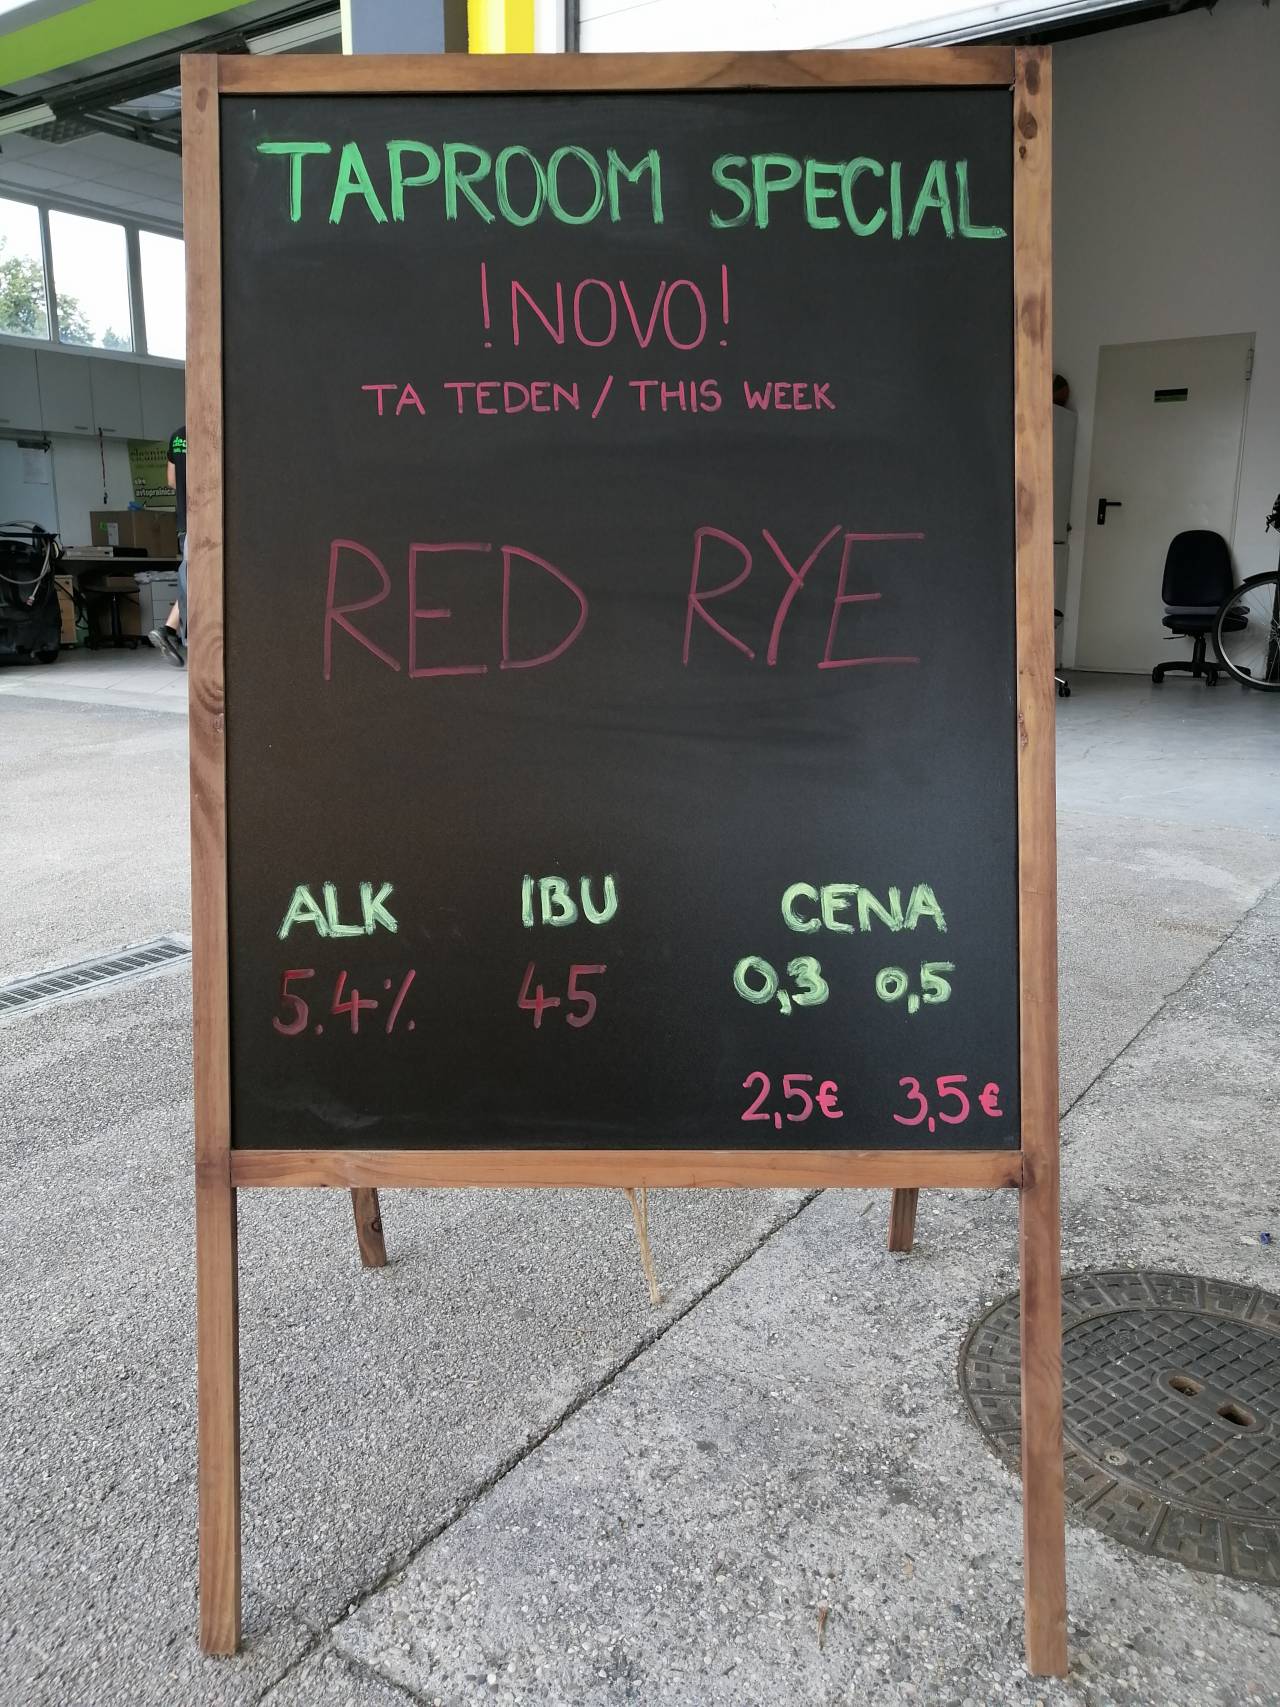 TAPROOM SPECIAL
!NOVO!
TA TEDEN / THIS WEEK
RED RYE
ALK IBU CENA
0,3 0,5
5.4% 45
2,5€ 3,5€
avtopralnica